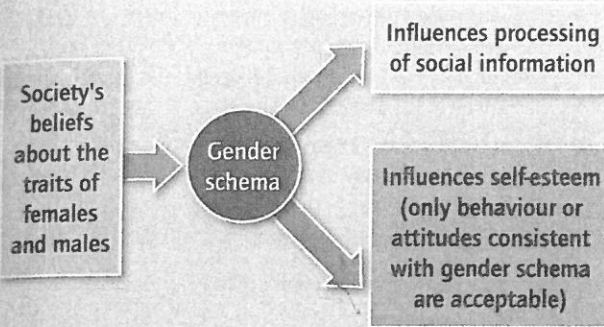 Society's
beliefs
about the
traits of
females
and males
Gender
schema
Influences processing
of social information
Influences self-esteem
(only behaviour or
attitudes consistent
with gender schema
are acceptable)